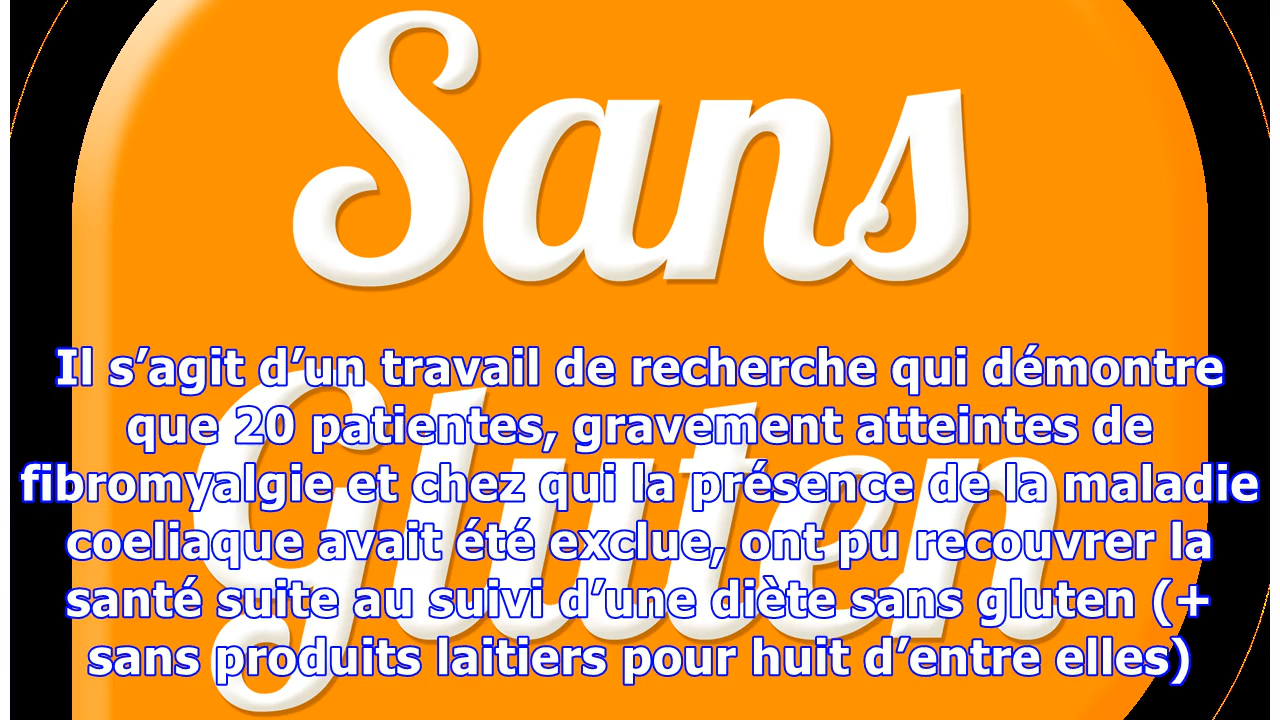 Sans
Gluten
Il s’agit d’un travail de recherche qui démontre
que 20 patientes, gravement atteintes de
fibromyalgie et chez qui la présence de la maladie
coeliaque avait été exclue, ont pu recouvrer la
santé suite au suivi d’une diète sans gluten (+
sans produits laitiers pour huit d’entre elles)